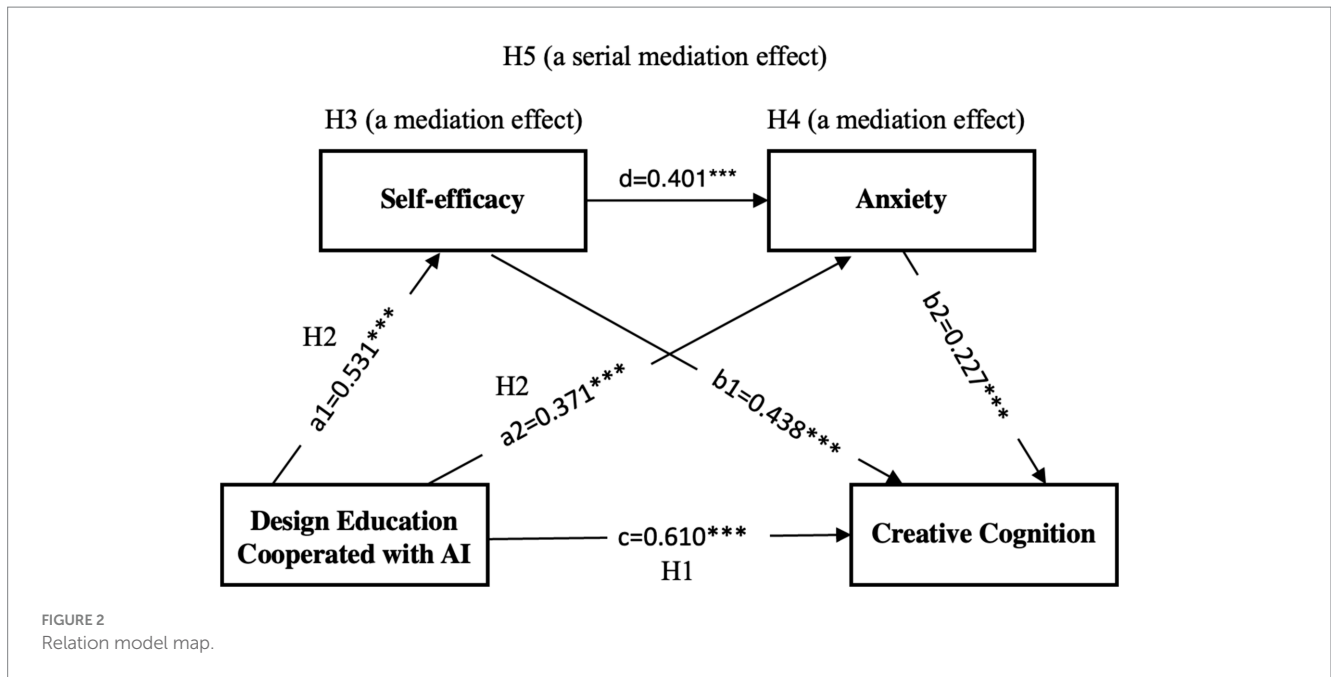 H5 (a serial mediation effect)
H3 (a mediation effect)
H4 (a mediation effect)
Self-efficacy
d=0.401***
Anxiety
H2
a1=0.531***
H2
a2=0.371***
b1=0.438***
b2=0.227***
Design Education
Cooperated with AI
c=0.610***
H1
Creative Cognition
FIGURE 2
Relation model map.